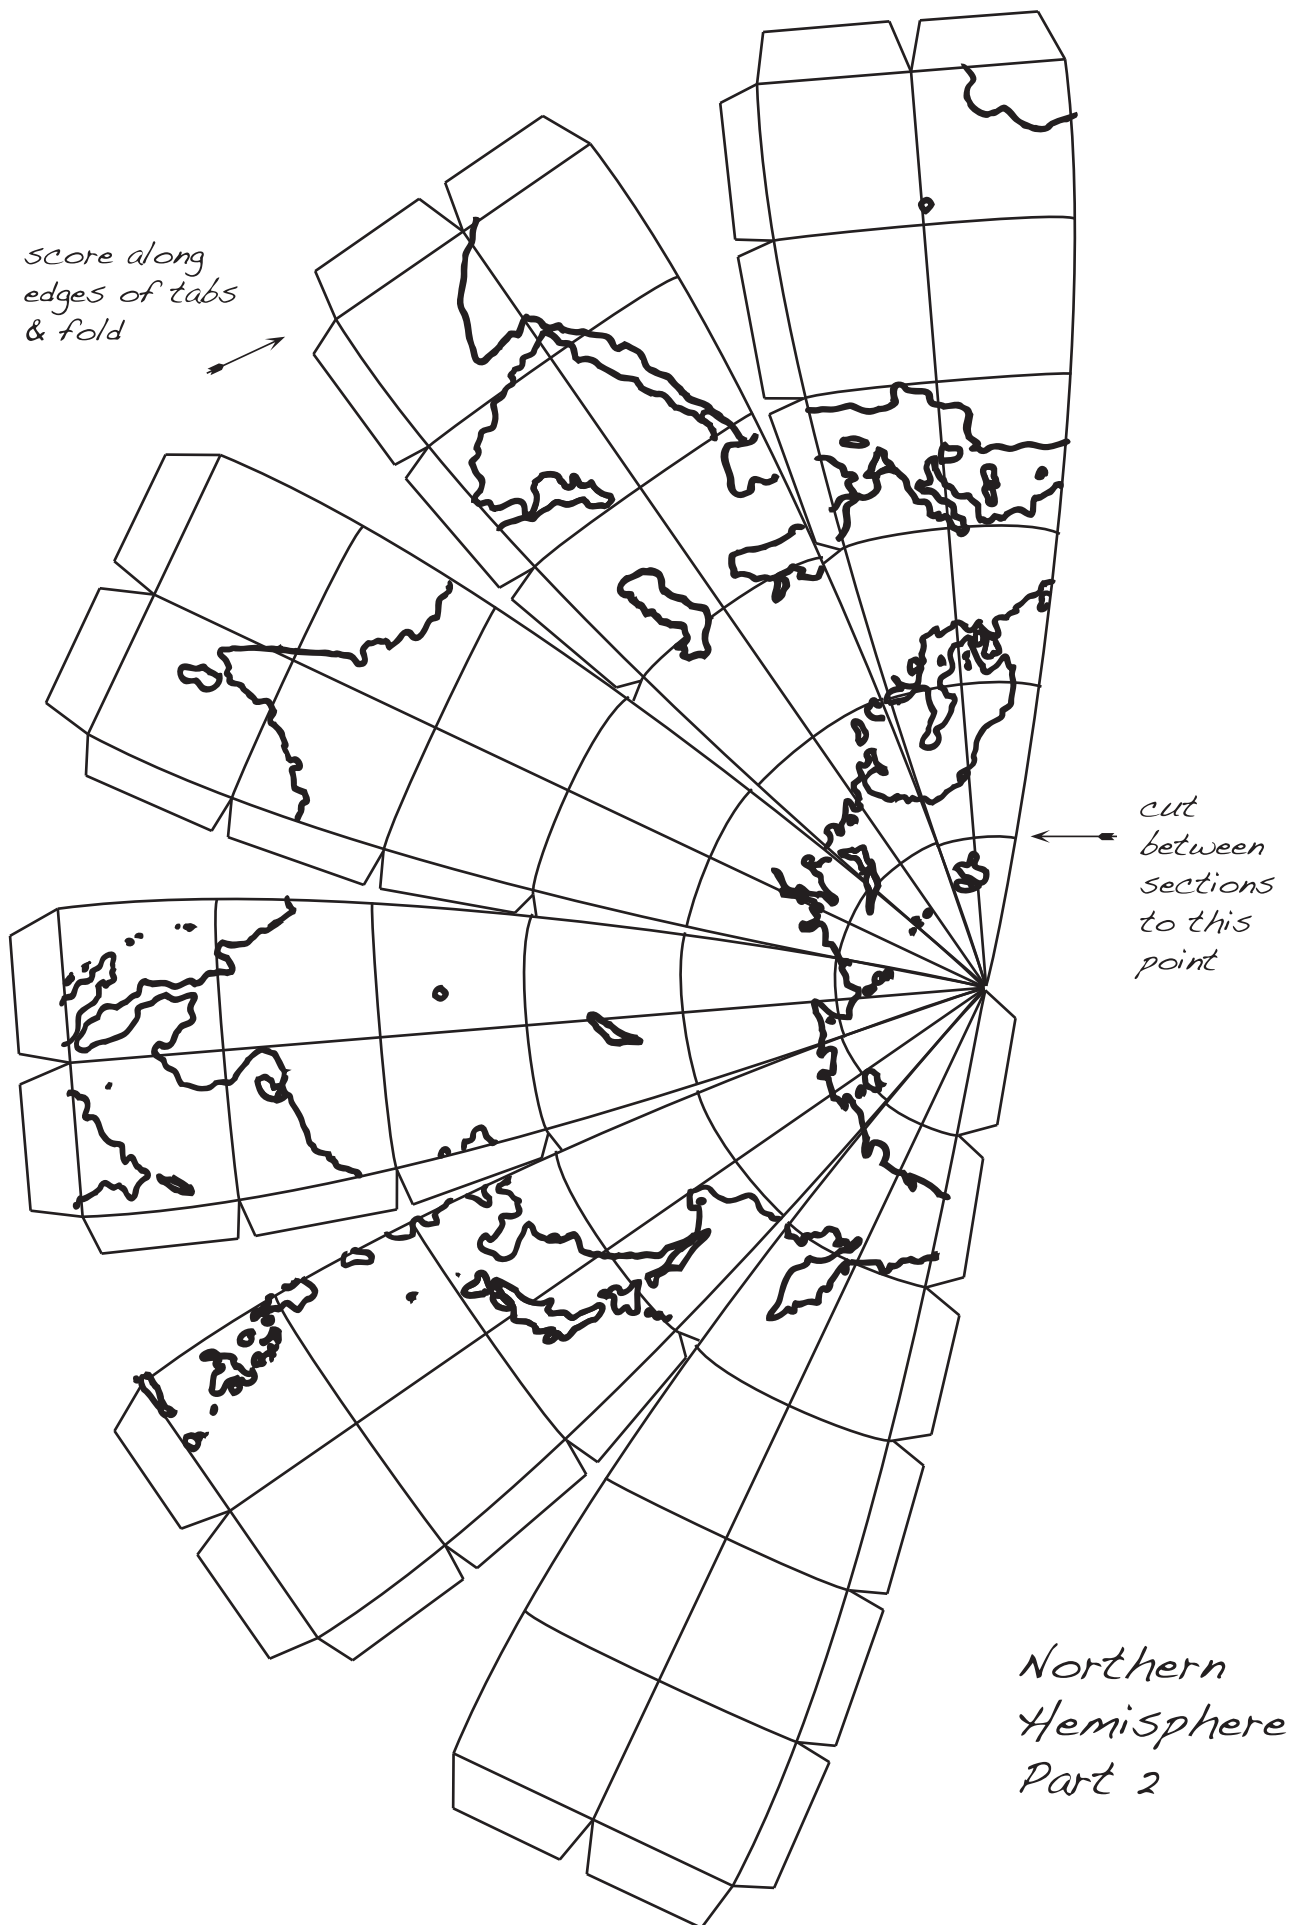 score along
edges of tabs
& fold
cut
between
sections
to this
point
Northern
Hemisphere
Part 2